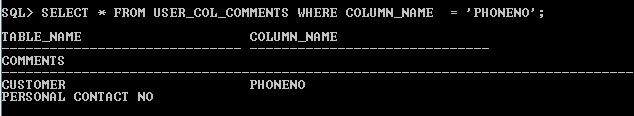 SQL> SELECT * FROM USER_COL_COMMENTS WHERE COLUMN_NAME  = 'PHONENO';
TABLE_NAME                     COLUMN_NAME
------------------------------ ------------------------------
COMMENTS
--------------------------------------------------------------------------------
CUSTOMER                       PHONENO
PERSONAL CONTACT NO